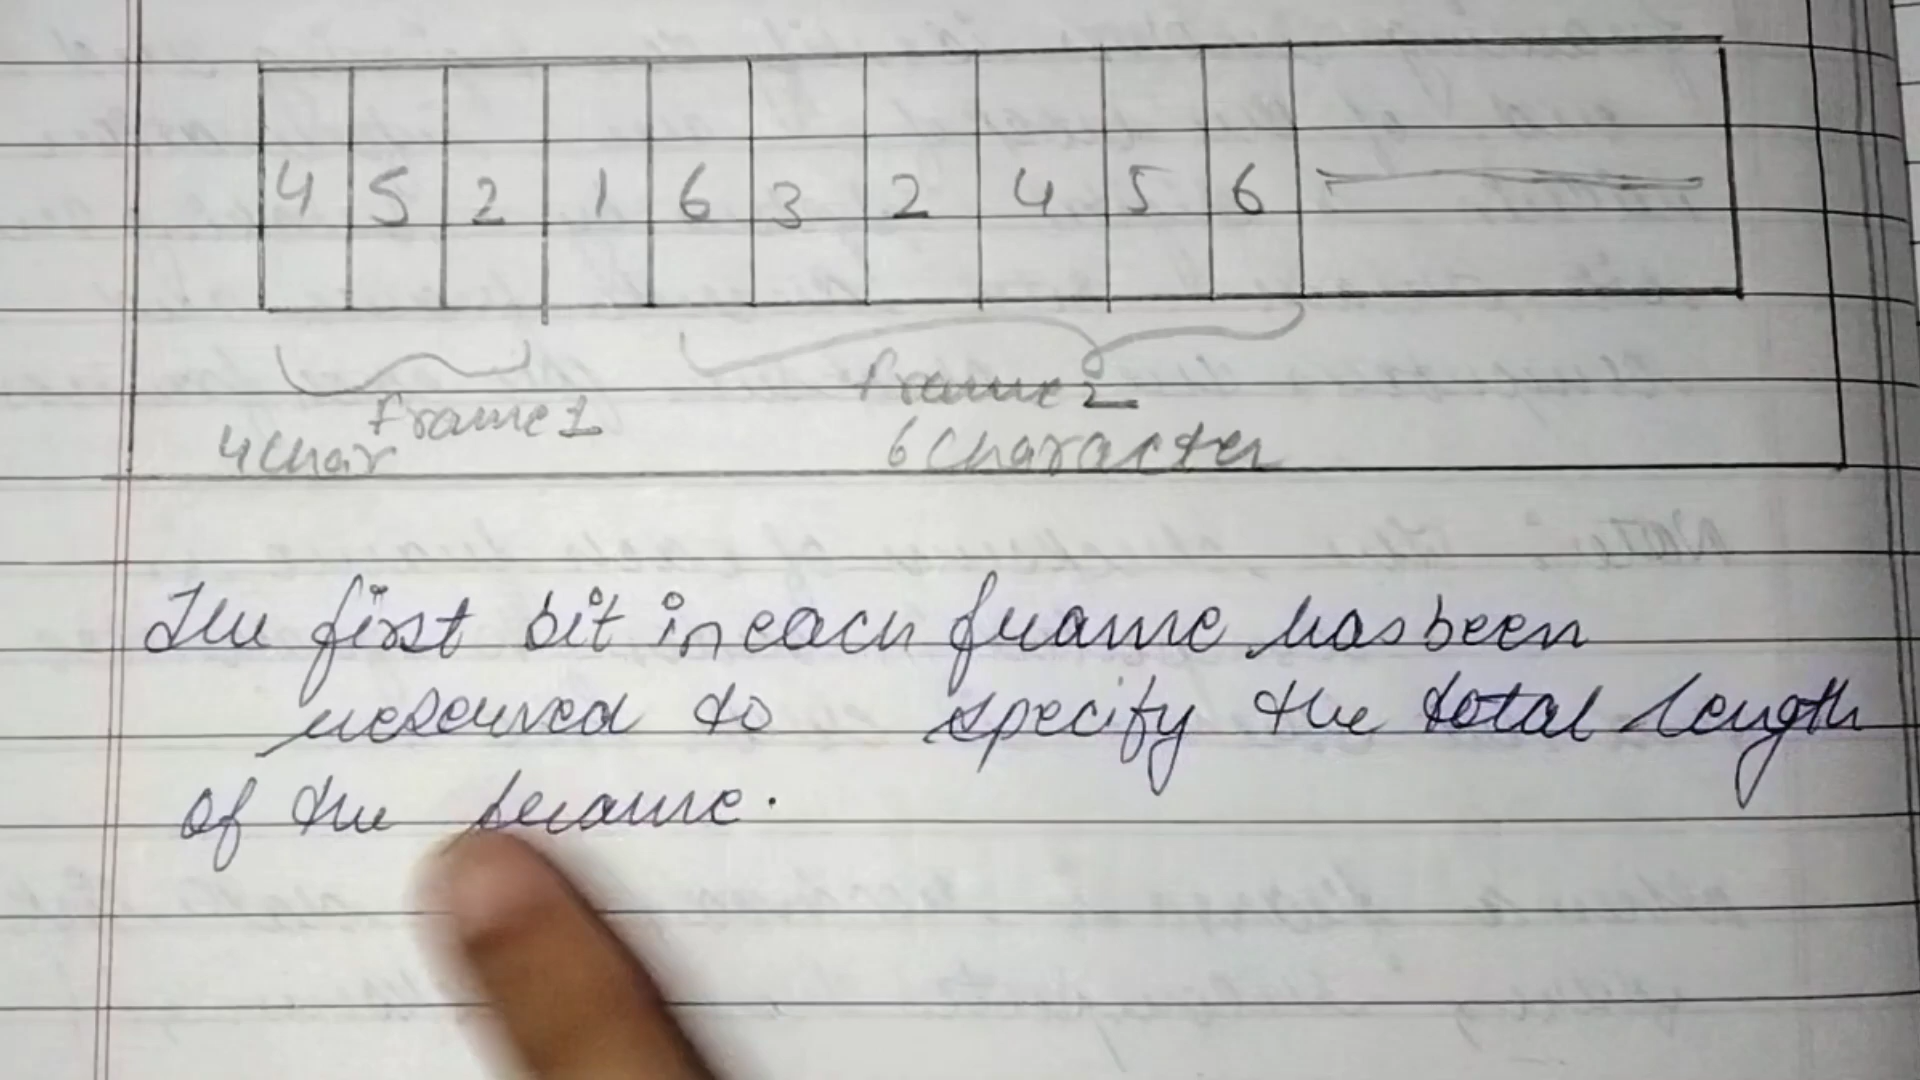 4 5 2 1 6 3 2 4 5 6
frame 2
frame 1
4 Char
6 Character
The first bit in each frame has been
reserved to specify the total length
of the frame.